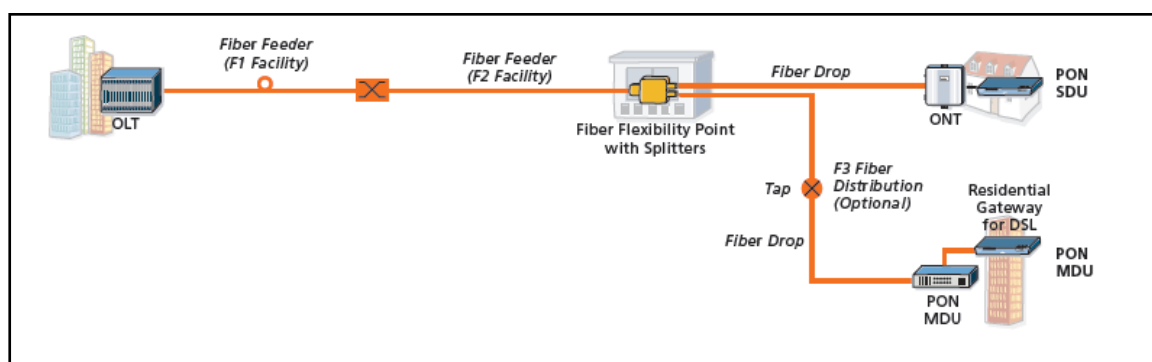 Fiber Feeder
(F1 Facility)
Fiber Feeder
(F2 Facility)
OLT
Fiber Flexibility Point
with Splitters
Fiber Drop
ONT
PON
SDU
Tap
F3 Fiber
Distribution
(Optional)
Fiber Drop
Residential
Gateway
for DSL
PON
MDU
PON
MDU